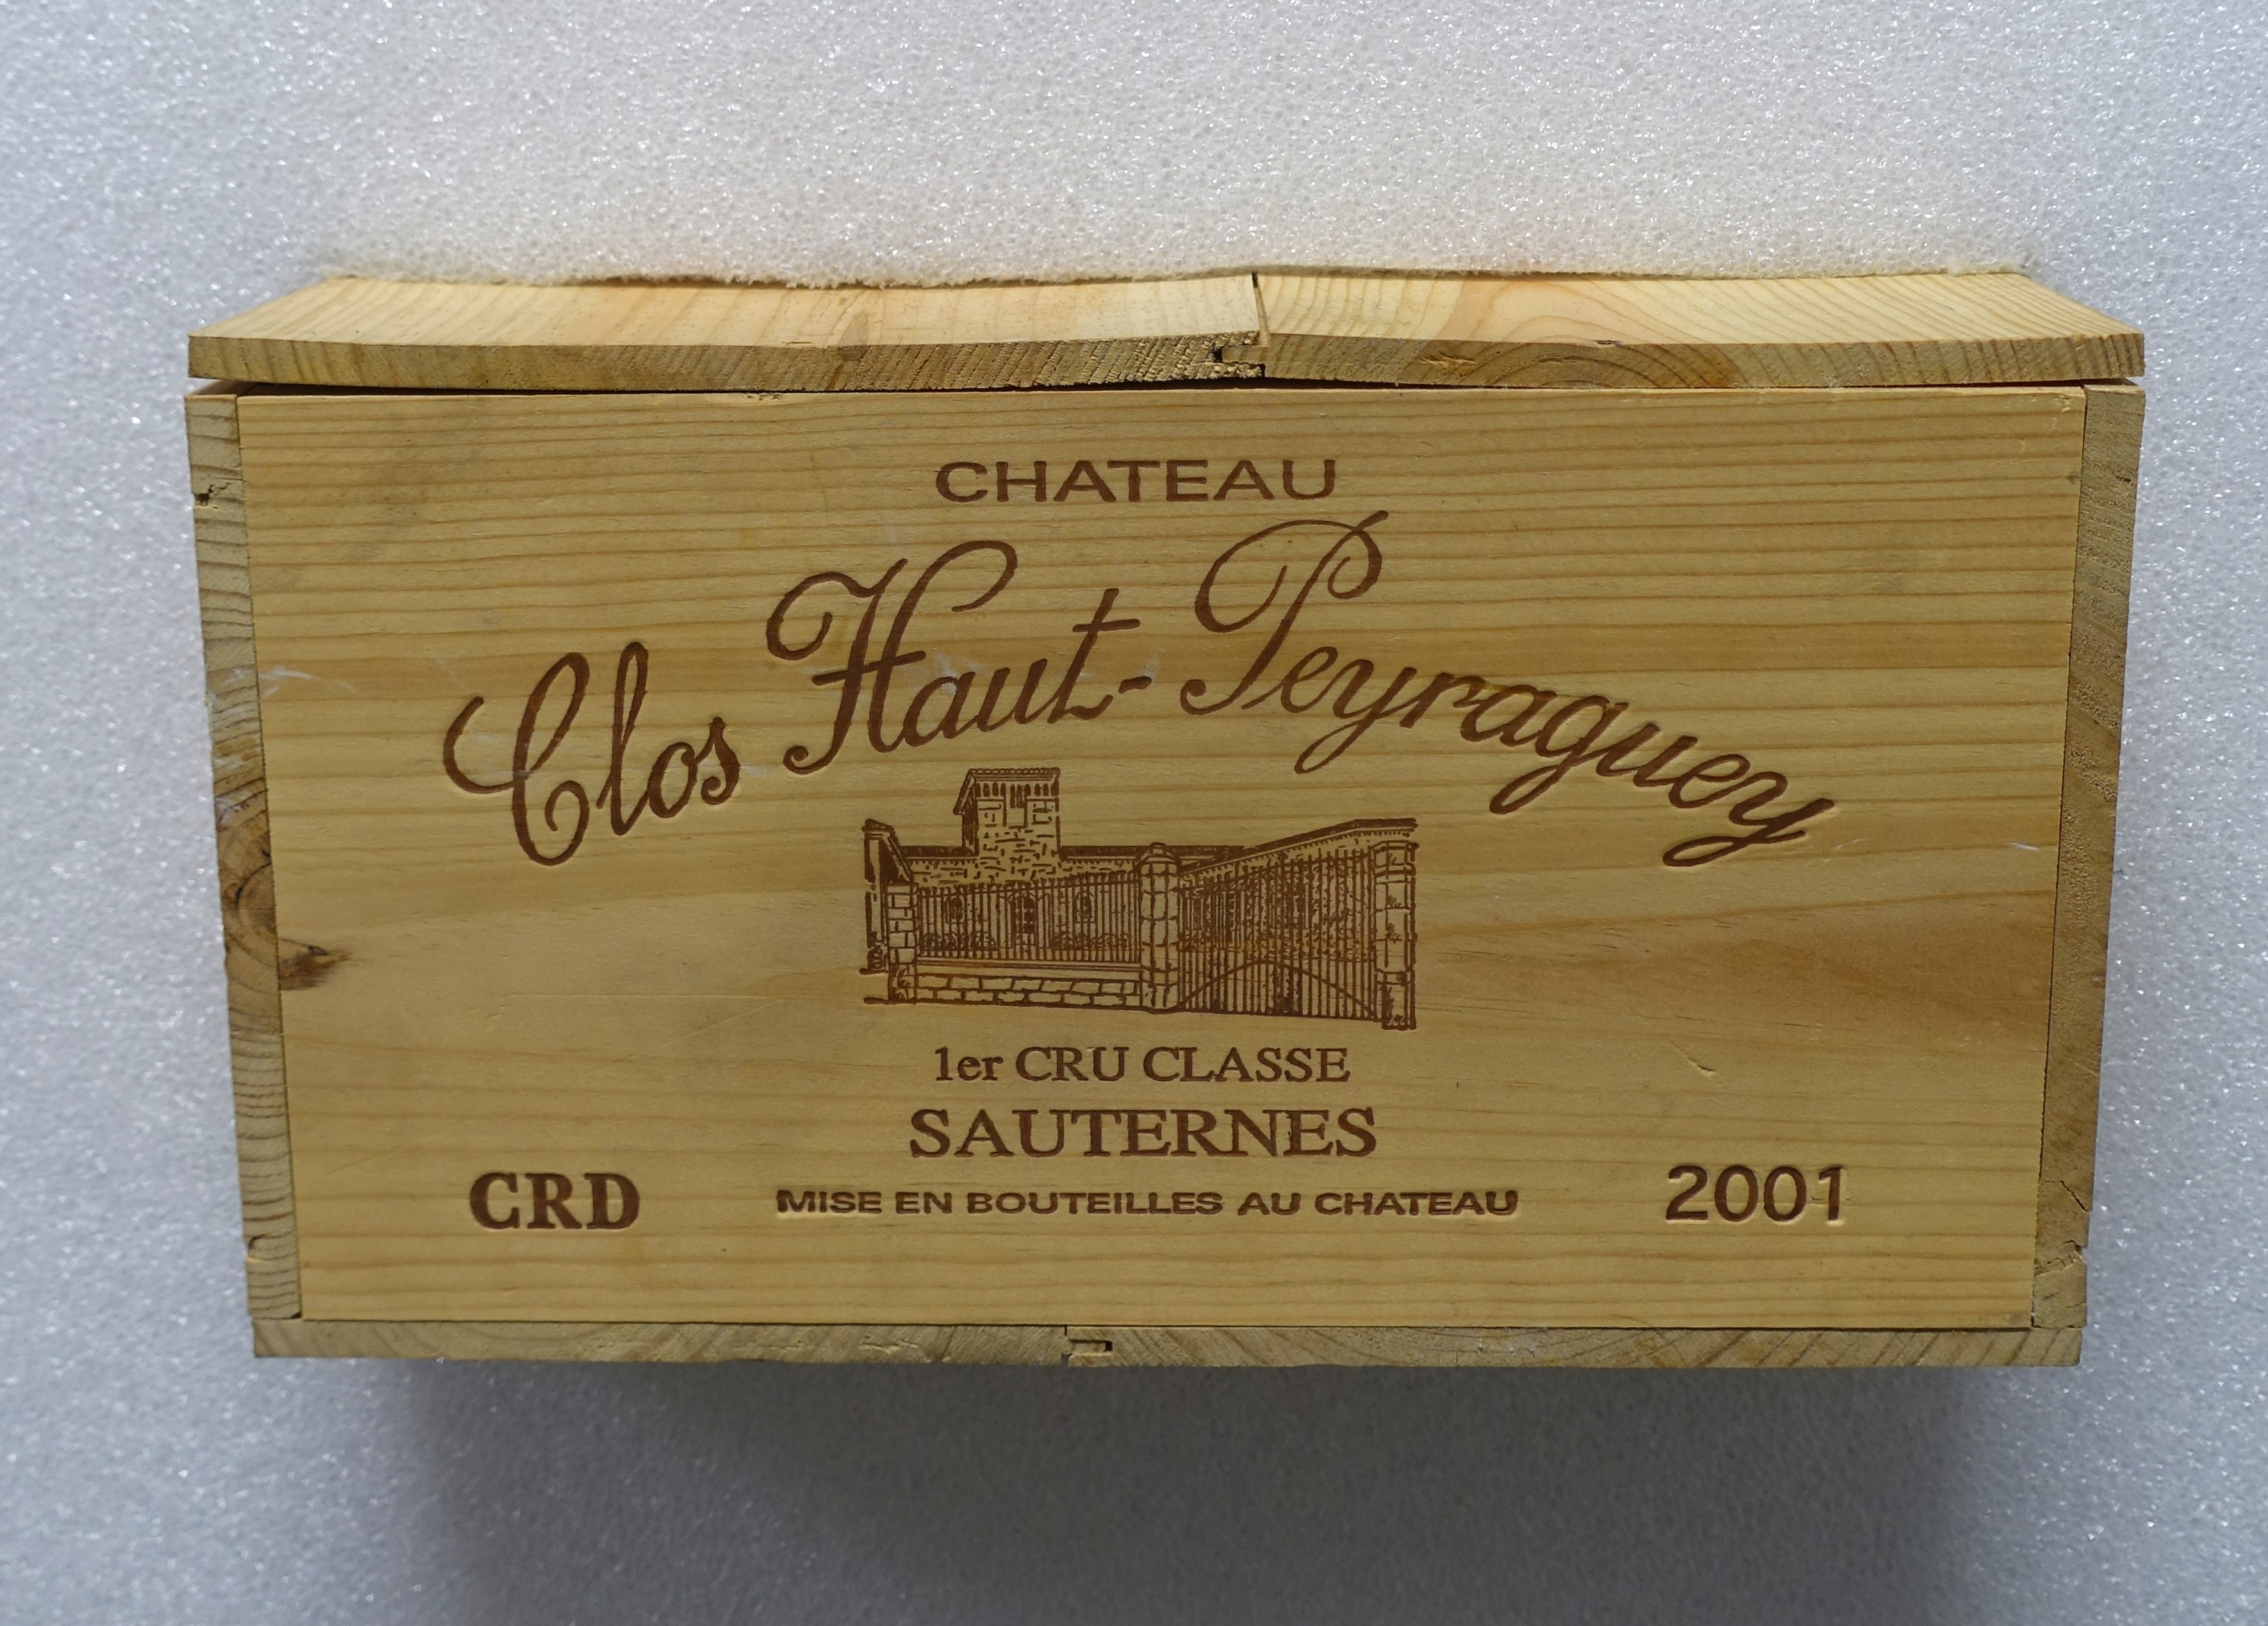 CHATEAU
Clos Haut-Peyraguey
1er CRU CLASSE
SAUTERNES
CRD MISE EN BOUTEILLES AU CHATEAU 2001